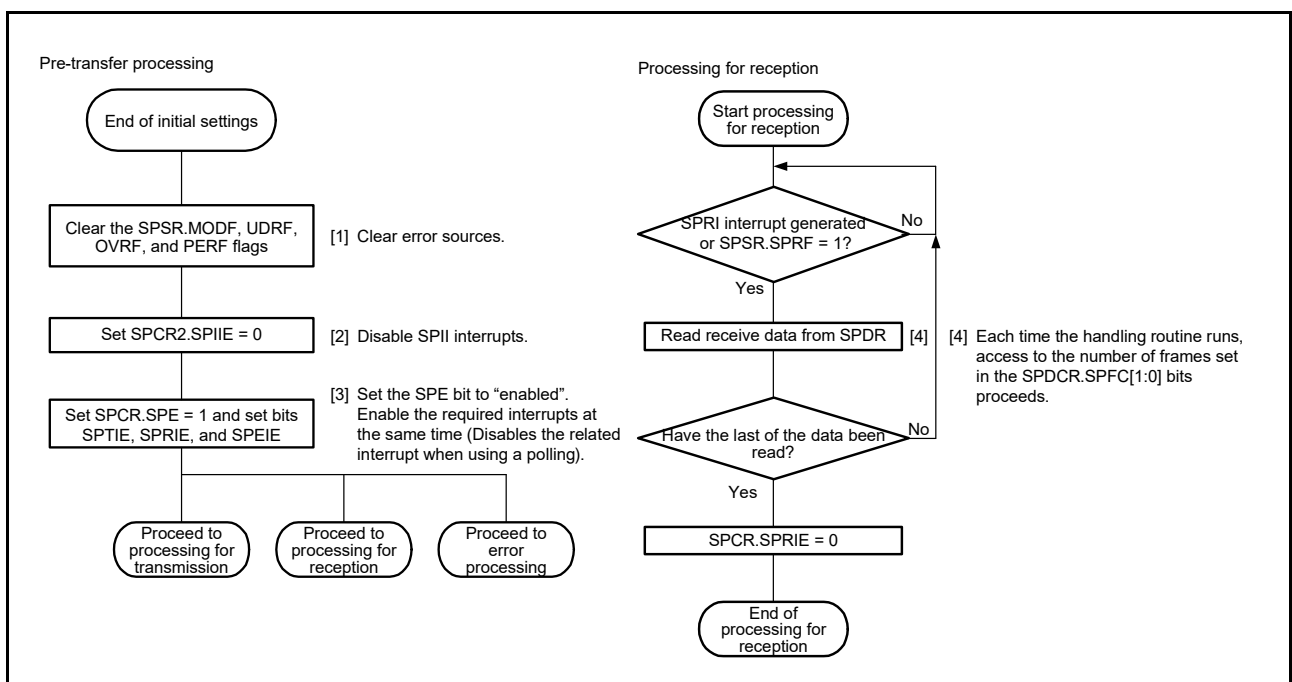 Pre-transfer processing
End of initial settings
Clear the SPSR.MODF, UDRF,
OVRF, and PERF flags
[1] Clear error sources.
Set SPCR2.SPIIE = 0
[2] Disable SPII interrupts.
Set SPCR.SPE = 1 and set bits
SPTIE, SPRIE, and SPEIE
[3] Set the SPE bit to “enabled”.
Enable the required interrupts at
the same time (Disables the related
interrupt when using a polling).
Proceed to
processing for
transmission
Proceed to
processing for
reception
Proceed to
error
processing
Processing for reception
Start processing
for reception
SPRI interrupt generated
or SPSR.SPRF = 1?
No
Yes
Read receive data from SPDR
[4]
[4] Each time the handling routine runs,
access to the number of frames set
in the SPDCR.SPFC[1:0] bits
proceeds.
Have the last of the data been
read?
No
Yes
SPCR.SPRIE = 0
End of
processing for
reception